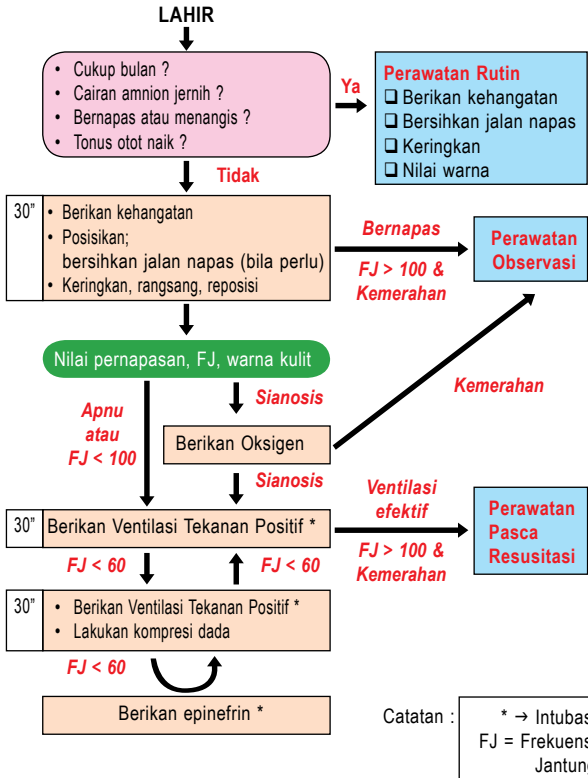 LAHIR
• Cukup bulan ?
• Cairan amnion jernih ?
• Bernapas atau menangis ?
• Tonus otot naik ?
Ya
Perawatan Rutin
❑ Berikan kehangatan
❑ Bersihkan jalan napas
❑ Keringkan
❑ Nilai warna
Tidak
30"
• Berikan kehangatan
• Posisikan;
bersihkan jalan napas (bila perlu)
• Keringkan, rangsang, reposisi
Bernapas
FJ > 100 &
Kemerahan
Perawatan
Observasi
Nilai pernapasan, FJ, warna kulit
Apnu
atau
FJ < 100
Sianosis
Kemerahan
Berikan Oksigen
Sianosis
30"
Berikan Ventilasi Tekanan Positif *
Ventilasi
efektif
FJ > 100 &
Kemerahan
Perawatan
Pasca
Resusitasi
FJ < 60
FJ < 60
30"
• Berikan Ventilasi Tekanan Positif *
• Lakukan kompresi dada
FJ < 60
Berikan epinefrin *
Catatan :
* → Intubas
FJ = Frekuens
Jantung